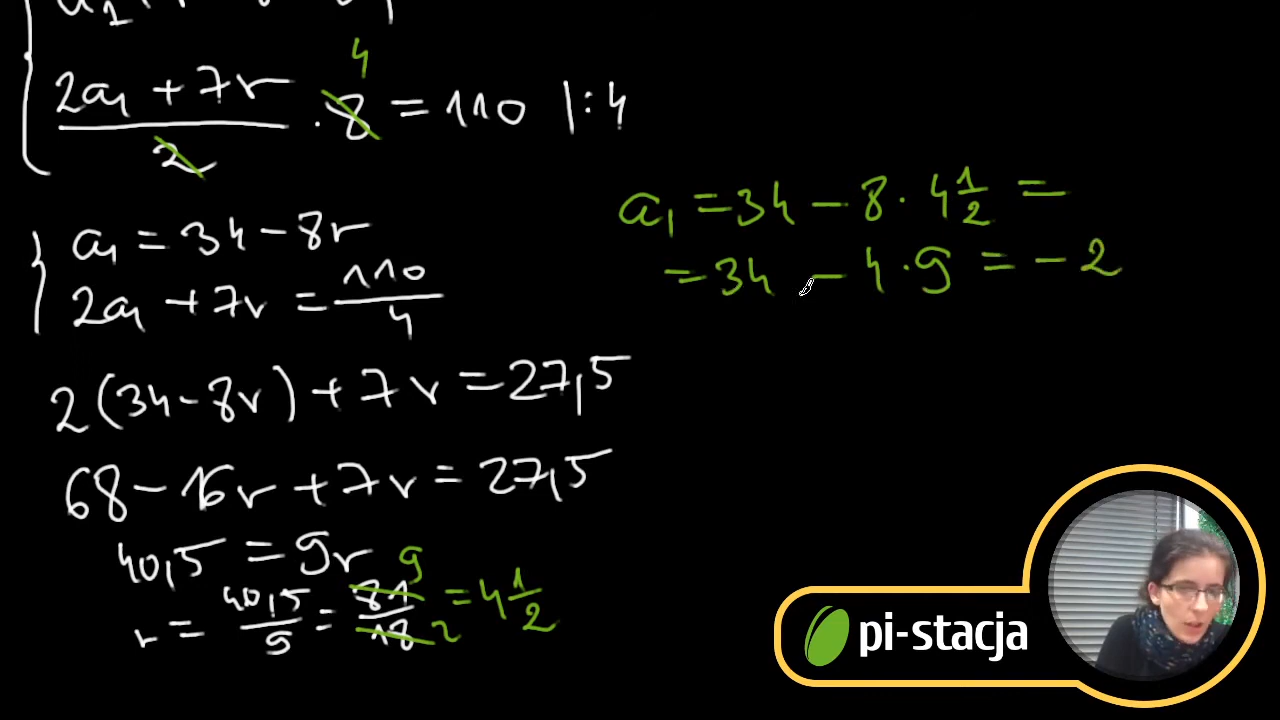 4
2a₁ + 7r / 2 · 8 = 110 |:4
a₁ = 34 - 8r
2a₁ + 7r = 110/4
2(34 - 8r) + 7r = 27,5
68 - 16r + 7r = 27,5
40,5 = 9r
r = 40,5/9 = 81/18 9 2 = 4 1/2
a₁ = 34 - 8 · 4 1/2 =
= 34 - 4 · 9 = -2
pi-stacja